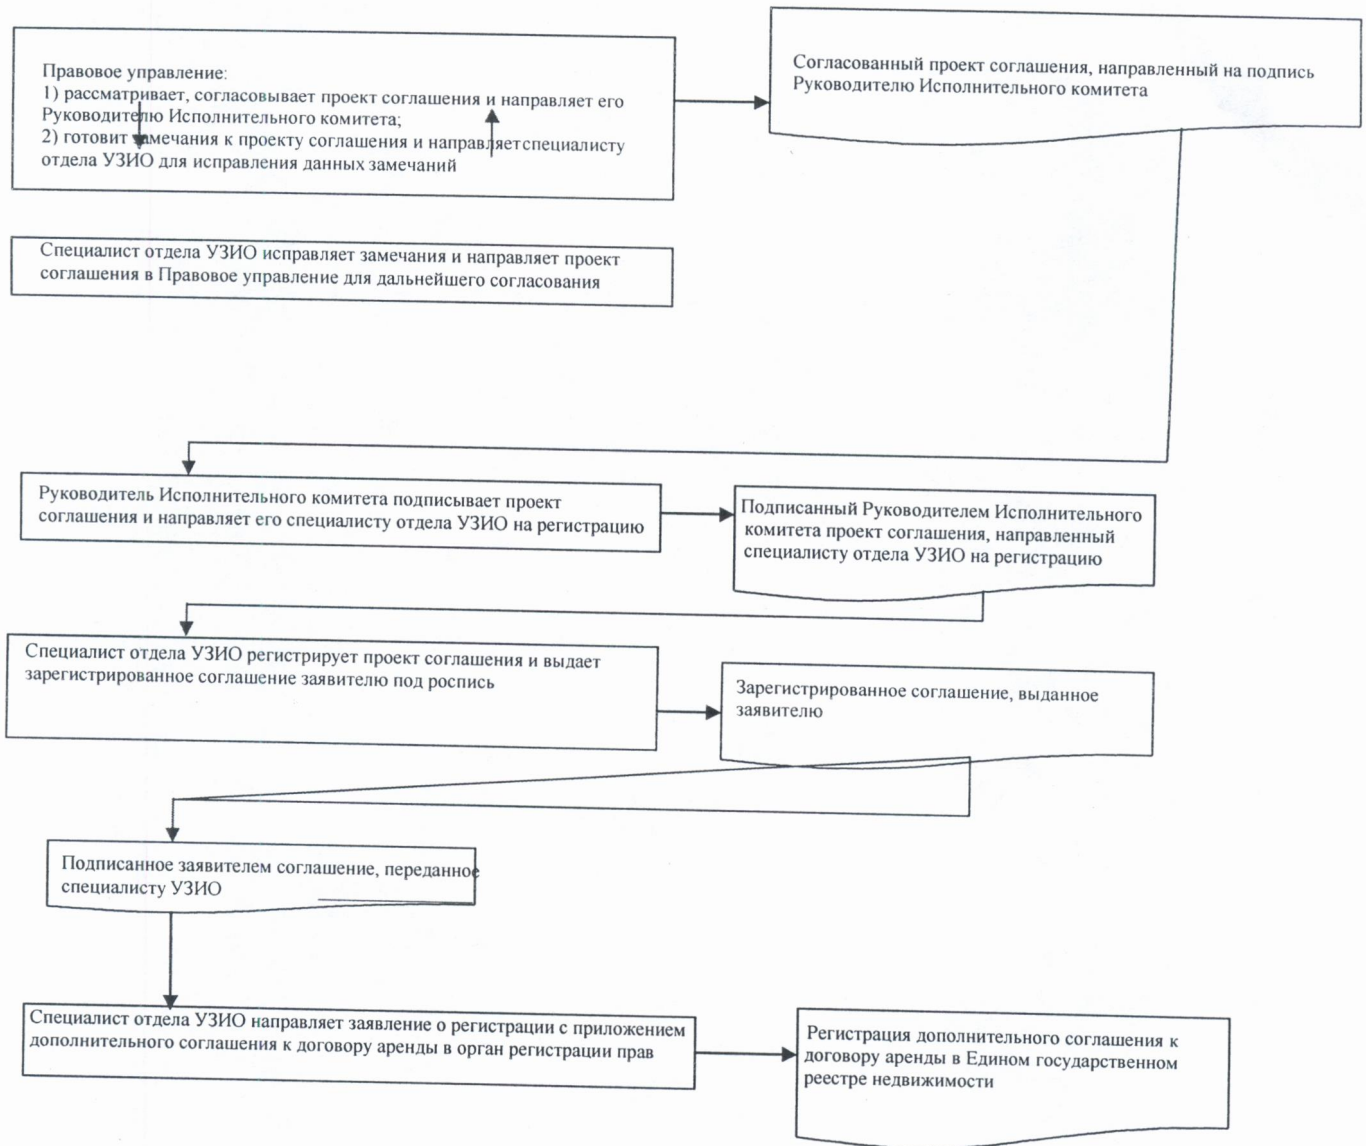 Правовое управление:
1) рассматривает, согласовывает проект соглашения и направляет его
Руководителю Исполнительного комитета;
2) готовит замечания к проекту соглашения и направляетспециалисту
отдела УЗИО для исправления данных замечаний
Согласованный проект соглашения, направленный на подпись
Руководителю Исполнительного комитета
Специалист отдела УЗИО исправляет замечания и направляет проект
соглашения в Правовое управление для дальнейшего согласования
Руководитель Исполнительного комитета подписывает проект
соглашения и направляет его специалисту отдела УЗИО на регистрацию
Подписанный Руководителем Исполнительного
комитета проект соглашения, направленный
специалисту отдела УЗИО на регистрацию
Специалист отдела УЗИО регистрирует проект соглашения и выдает
зарегистрированное соглашение заявителю под роспись
Зарегистрированное соглашение, выданное
заявителю
Подписанное заявителем соглашение, переданное
специалисту УЗИО
Специалист отдела УЗИО направляет заявление о регистрации с приложением
дополнительного соглашения к договору аренды в орган регистрации прав
Регистрация дополнительного соглашения к
договору аренды в Едином государственном
реестре недвижимости